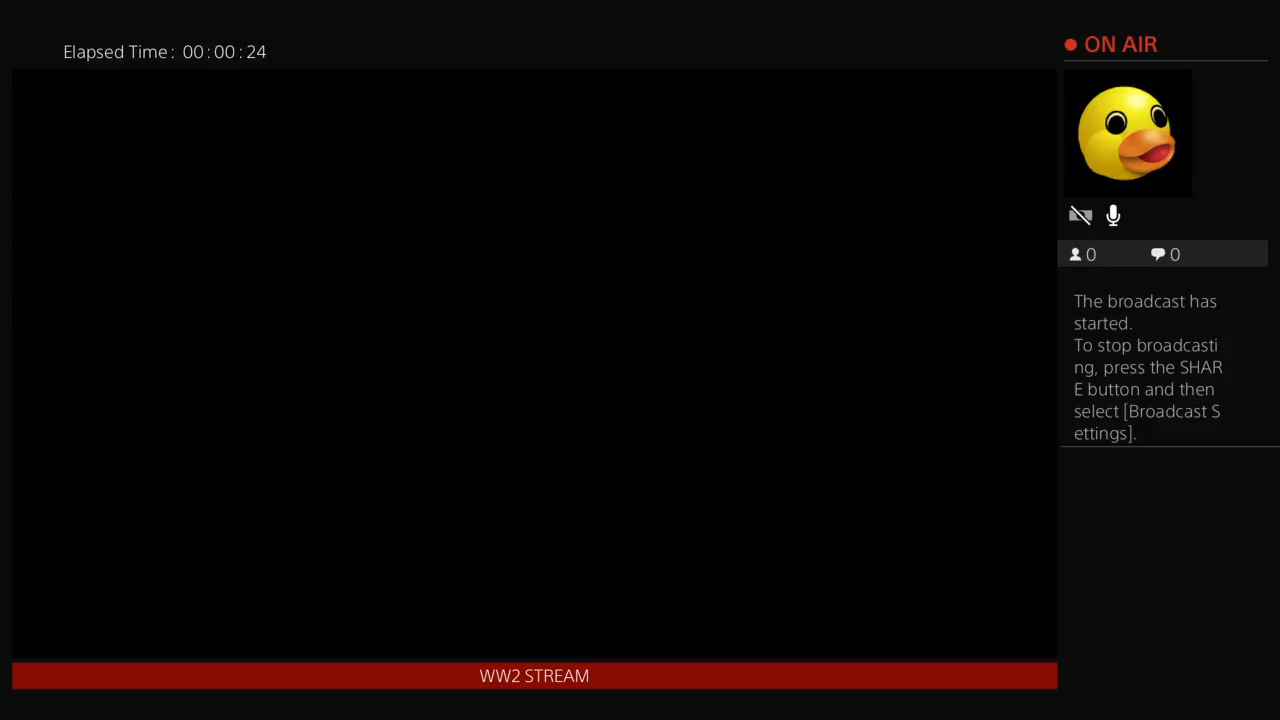 Elapsed Time: 00:00:24
ON AIR
0 0
The broadcast has
started.
To stop broadcasti
ng, press the SHAR
E button and then
select [Broadcast S
ettings].
WW2 STREAM